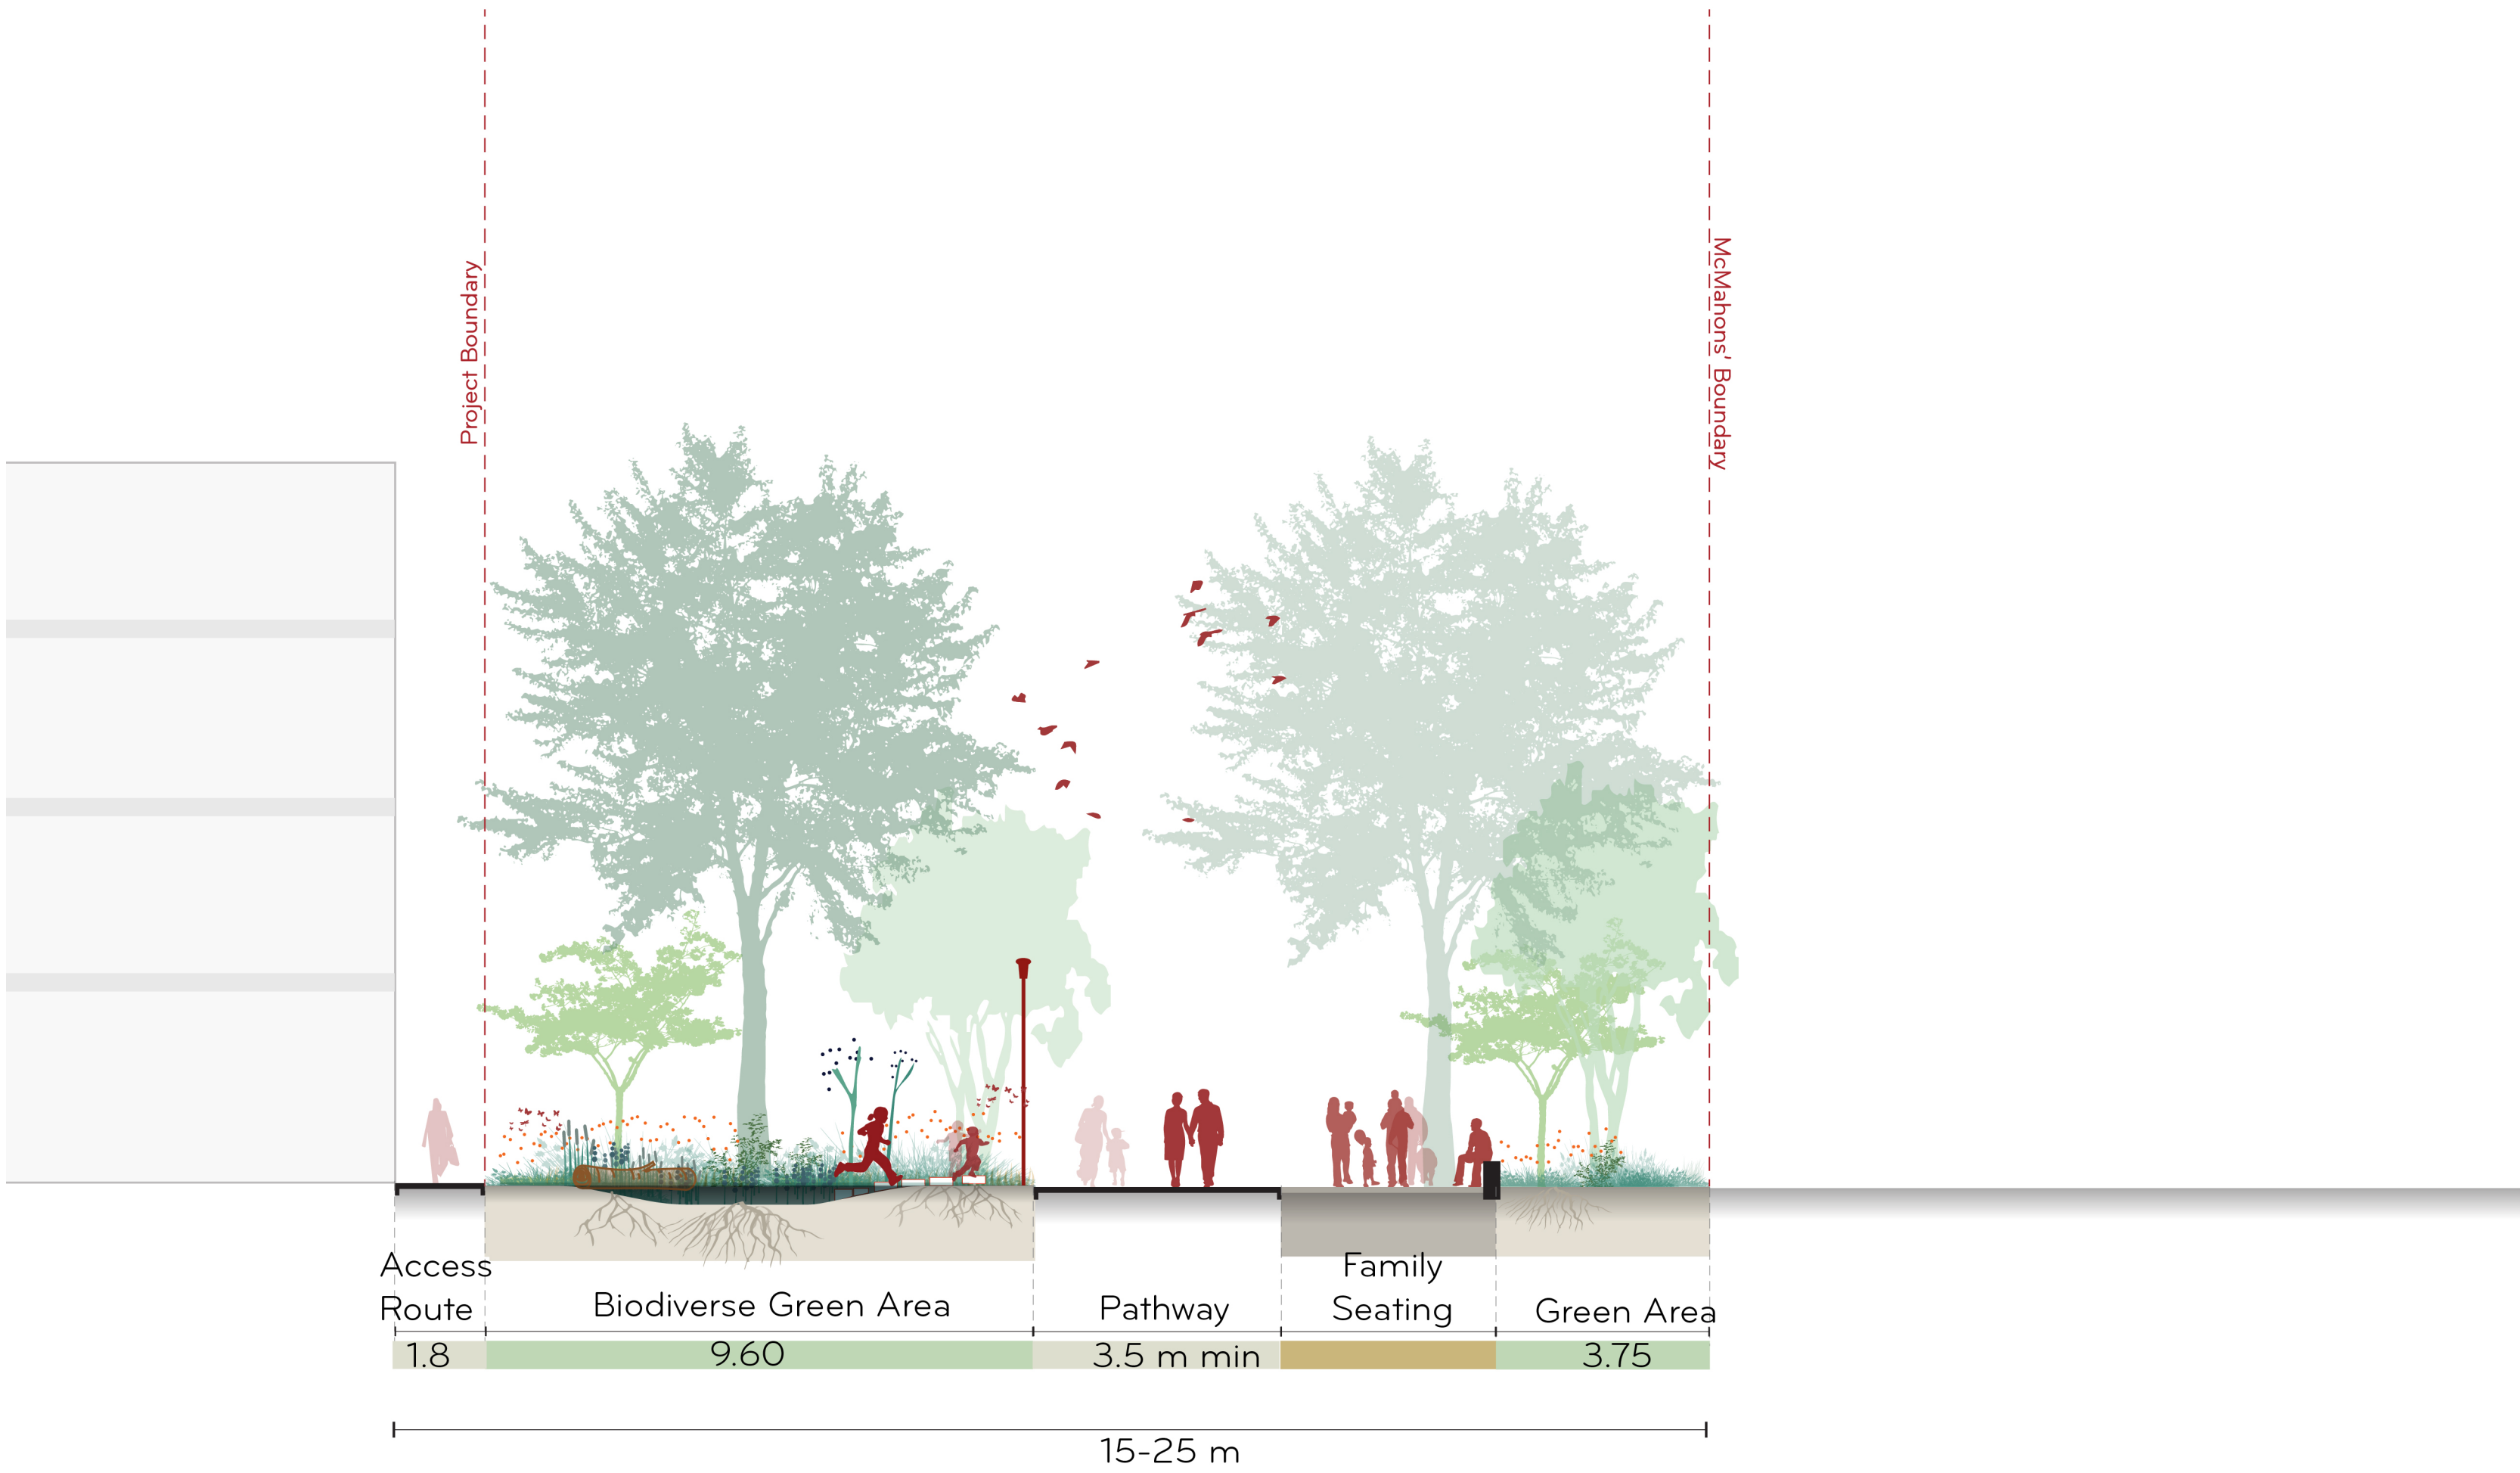 Project Boundary
McMahons' Boundary
Access
Route
Biodiverse Green Area
Pathway
Family
Seating
Green Area
1.8
9.60
3.5 m min
3.75
15-25 m